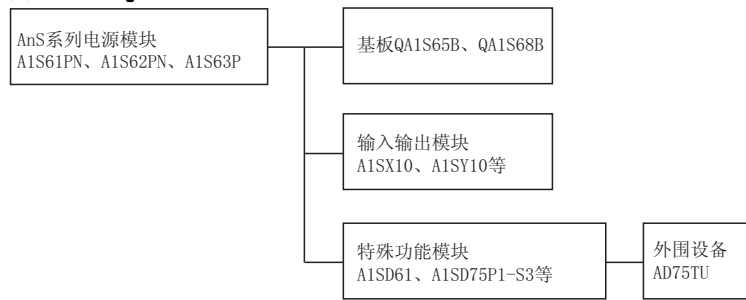 AnS系列电源模块
A1S61PN、A1S62PN、A1S63P
基板QA1S65B、QA1S68B
输入输出模块
A1SX10、A1SY10等
特殊功能模块
A1SD61、A1SD75P1-S3等
外围设备
AD75TU